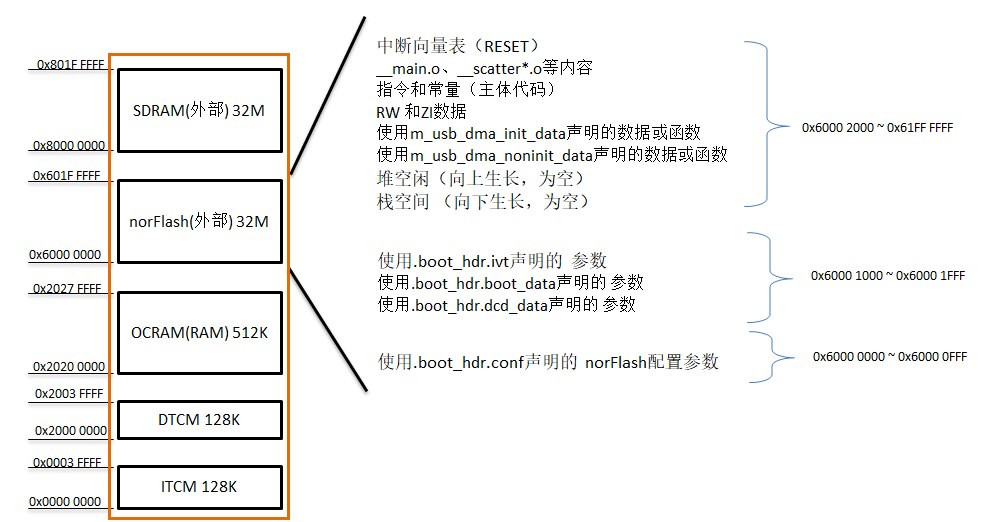 0x801F FFFF
SDRAM(外部) 32M
0x8000 0000
0x601F FFFF
norFlash(外部) 32M
0x6000 0000
0x2027 FFFF
OCRAM(RAM) 512K
0x2020 0000
0x2003 FFFF
DTCM 128K
0x2000 0000
0x0003 FFFF
ITCM 128K
0x0000 0000
中断向量表（RESET）
__main.o、__scatter*.o等内容
指令和常量（主体代码）
RW 和ZI数据
使用m_usb_dma_init_data声明的数据或函数
使用m_usb_dma_noninit_data声明的数据或函数
堆空闲（向上生长，为空）
栈空间 （向下生长，为空）
0x6000 2000 ~ 0x61FF FFFF
使用.boot_hdr.ivt声明的 参数
使用.boot_hdr.boot_data声明的 参数
使用.boot_hdr.dcd_data声明的 参数
0x6000 1000 ~ 0x6000 1FFF
使用.boot_hdr.conf声明的 norFlash配置参数
0x6000 0000 ~ 0x6000 0FFF